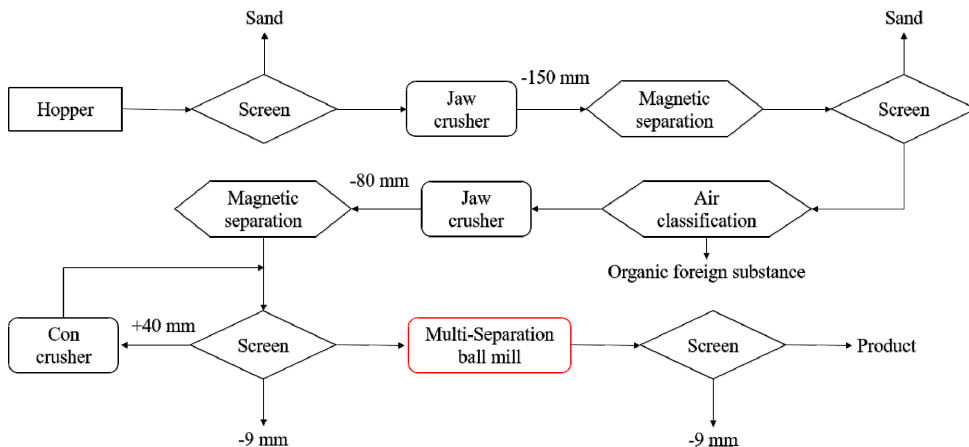 Sand
Sand
Hopper
Screen
Jaw
crusher
-150 mm
Magnetic
separation
Screen
Magnetic
separation
-80 mm
Jaw
crusher
Air
classification
Organic foreign substance
Con
crusher
+40 mm
Screen
Multi-Separation
ball mill
Screen
Product
-9 mm
-9 mm